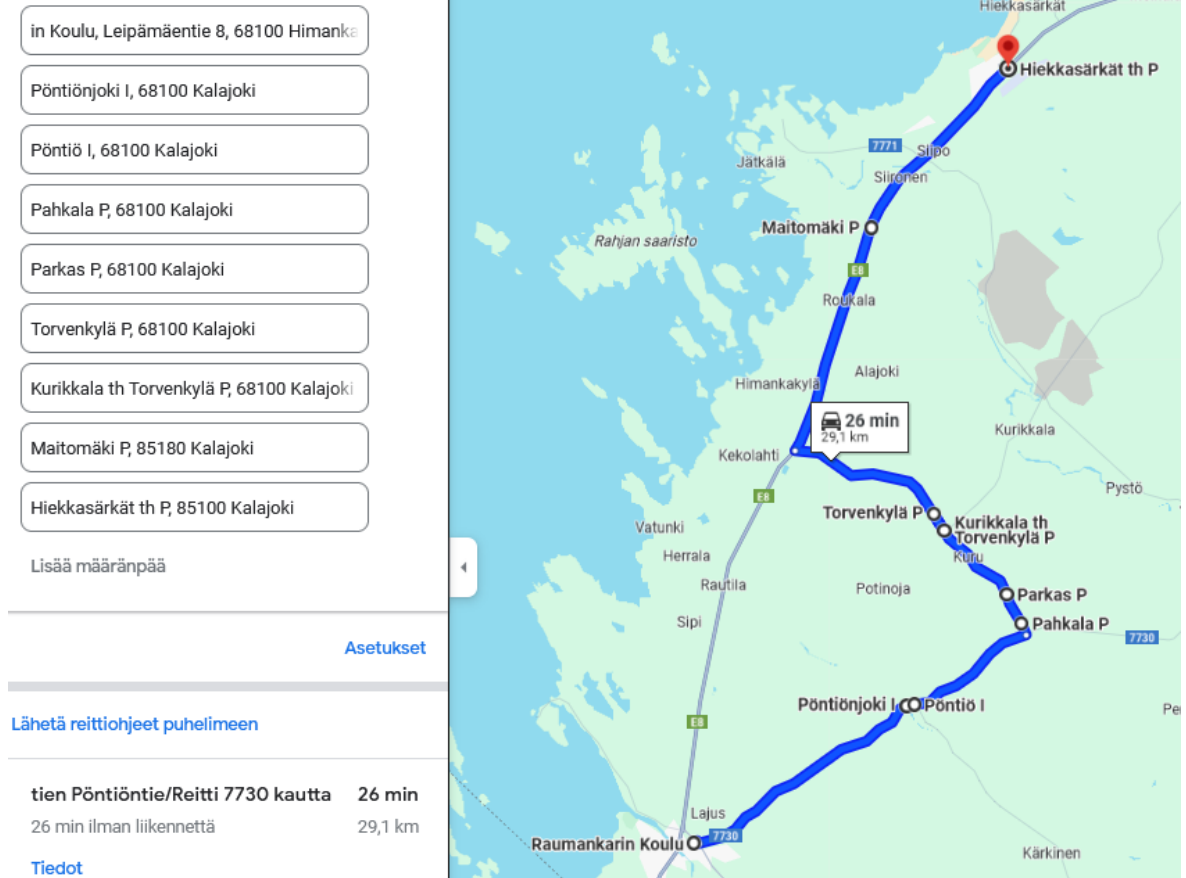 in Koulu, Leipämäentie 8, 68100 Himanka
Pöntiönjoki I, 68100 Kalajoki
Pöntiö I, 68100 Kalajoki
Pahkala P, 68100 Kalajoki
Parkas P, 68100 Kalajoki
Torvenkylä P, 68100 Kalajoki
Kurikkala th Torvenkylä P, 68100 Kalajoki
Maitomäki P, 85180 Kalajoki
Hiekkasärkät th P, 85100 Kalajoki
Lisää määränpää
Asetukset
Lähetä reittiohjeet puhelimeen
tien Pöntiöntie/Reitti 7730 kautta 26 min
26 min ilman liikennettä 29,1 km
Tiedot
Hiekkasärkät
Hiekkasärkät th P
7771
Siipo
Jätkälä
Siironen
Maitomäki P
Rahjan saaristo
E8
Roukala
Alajoki
Himankakylä
26 min
29,1 km
Kurikkala
Kekolahti
Pystö
E8
Torvenkylä P
Kurikkala th
Torvenkylä P
Vatunki
Herrala
Kuru
Rautila
Potinoja
Parkas P
Sipi
Pahkala P
7730
Pöntiönjoki I
Pöntiö I
Pe
E8
Lajus
7730
Raumankarin Koulu
Kärkinen